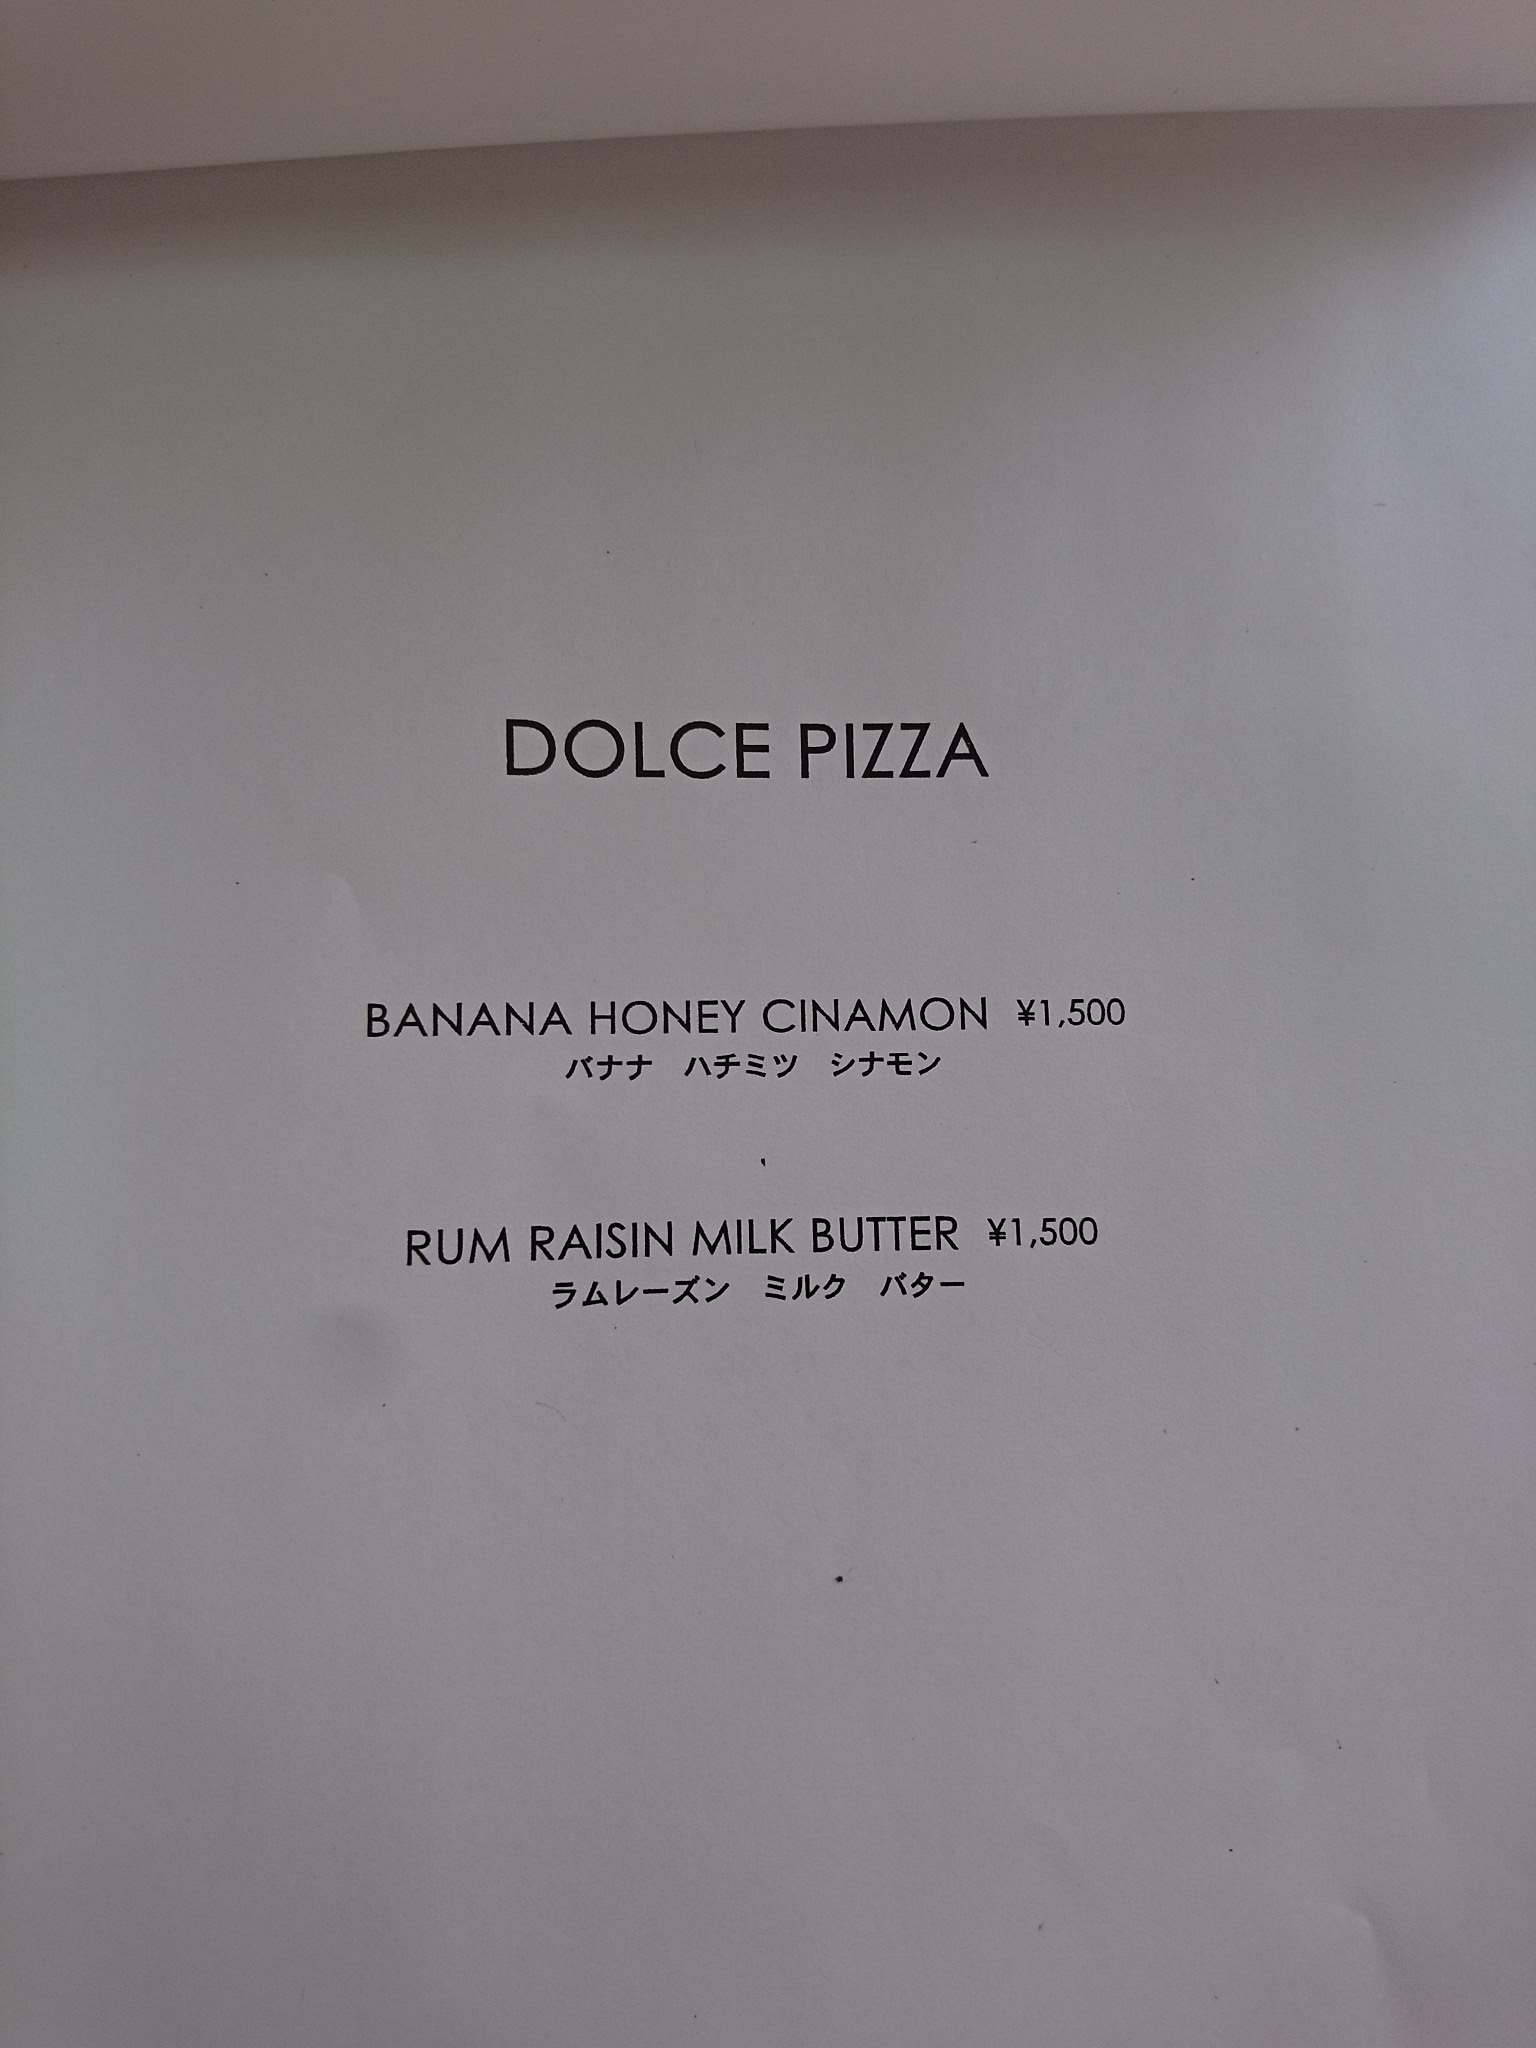 DOLCE PIZZA
BANANA HONEY CINAMON ¥1,500
バナナ　ハチミツ　シナモン
RUM RAISIN MILK BUTTER ¥1,500
ラムレーズン　ミルク　バター